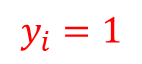 yᵢ = 1